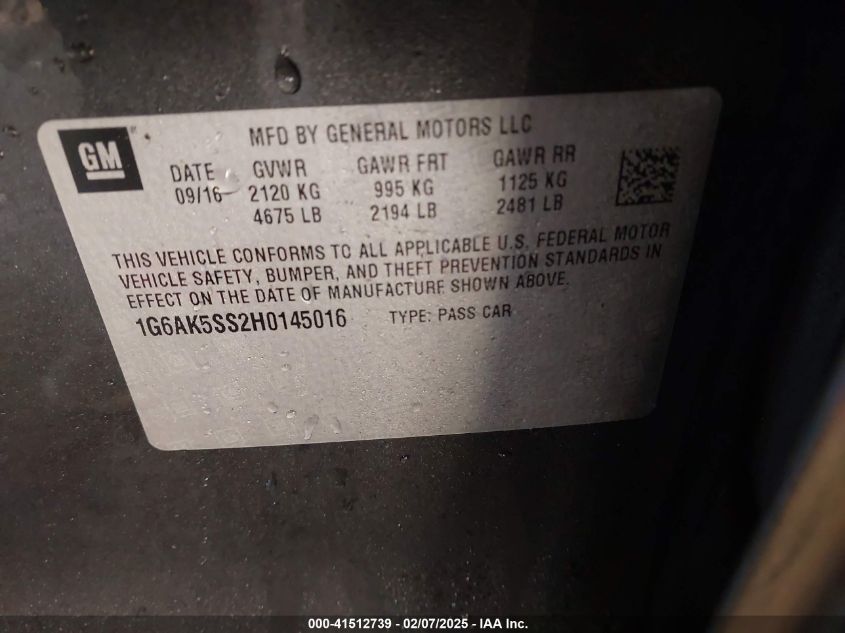 MFD BY GENERAL MOTORS LLC
GM
DATE GVWR GAWR FRT GAWR RR
09/16 2120 KG 995 KG 1125 KG
4675 LB 2194 LB 2481 LB
THIS VEHICLE CONFORMS TO ALL APPLICABLE U.S. FEDERAL MOTOR
VEHICLE SAFETY, BUMPER, AND THEFT PREVENTION STANDARDS IN
EFFECT ON THE DATE OF MANUFACTURE SHOWN ABOVE.
1G6AK5SS2H0145016 TYPE: PASS CAR
000-41512739 - 02/07/2025 - IAA Inc.